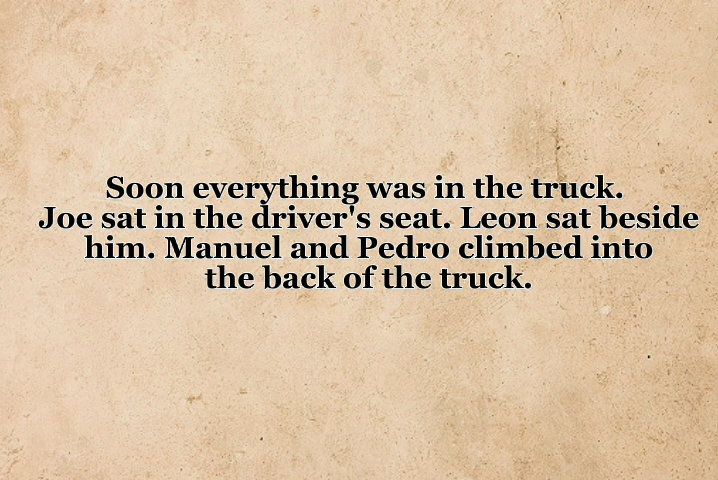 Soon everything was in the truck.
Joe sat in the driver's seat. Leon sat beside
him. Manuel and Pedro climbed into
the back of the truck.